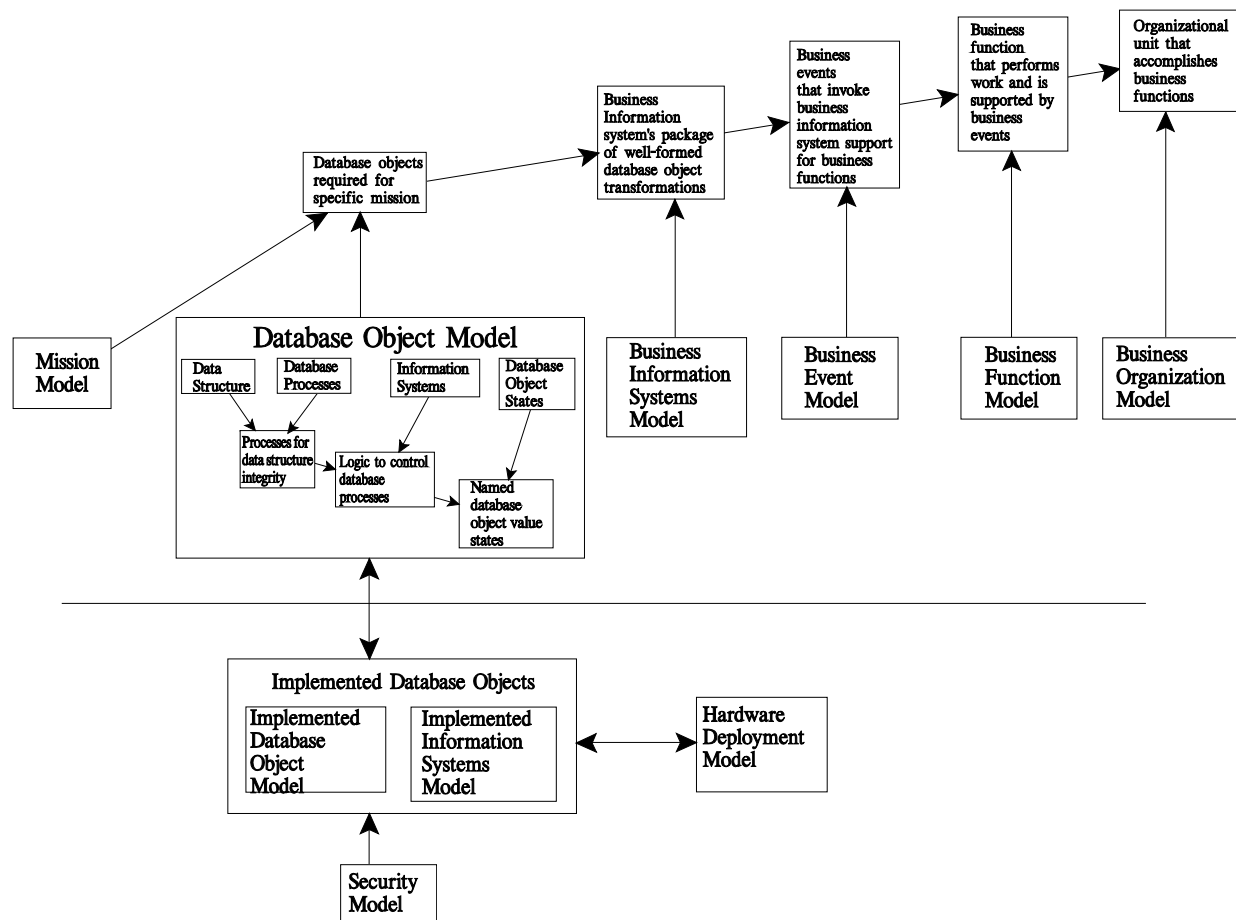 Organizational
unit that
accomplishes
business
functions
Business
function
that performs
work and is
supported by
business
events
Business
events
that invoke
business
information
system support
for business
functions
Business
Information
system's package
of well-formed
database object
transformations
Database objects
required for
specific mission
Mission
Model
Database Object Model
Data
Structure
Database
Processes
Information
Systems
Database
Object
States
Processes for
data structure
integrity
Logic to control
database
processes
Named
database
object value
states
Business
Information
Systems
Model
Business
Event
Model
Business
Function
Model
Business
Organization
Model
Implemented Database Objects
Implemented
Database
Object
Model
Implemented
Information
Systems
Model
Hardware
Deployment
Model
Security
Model